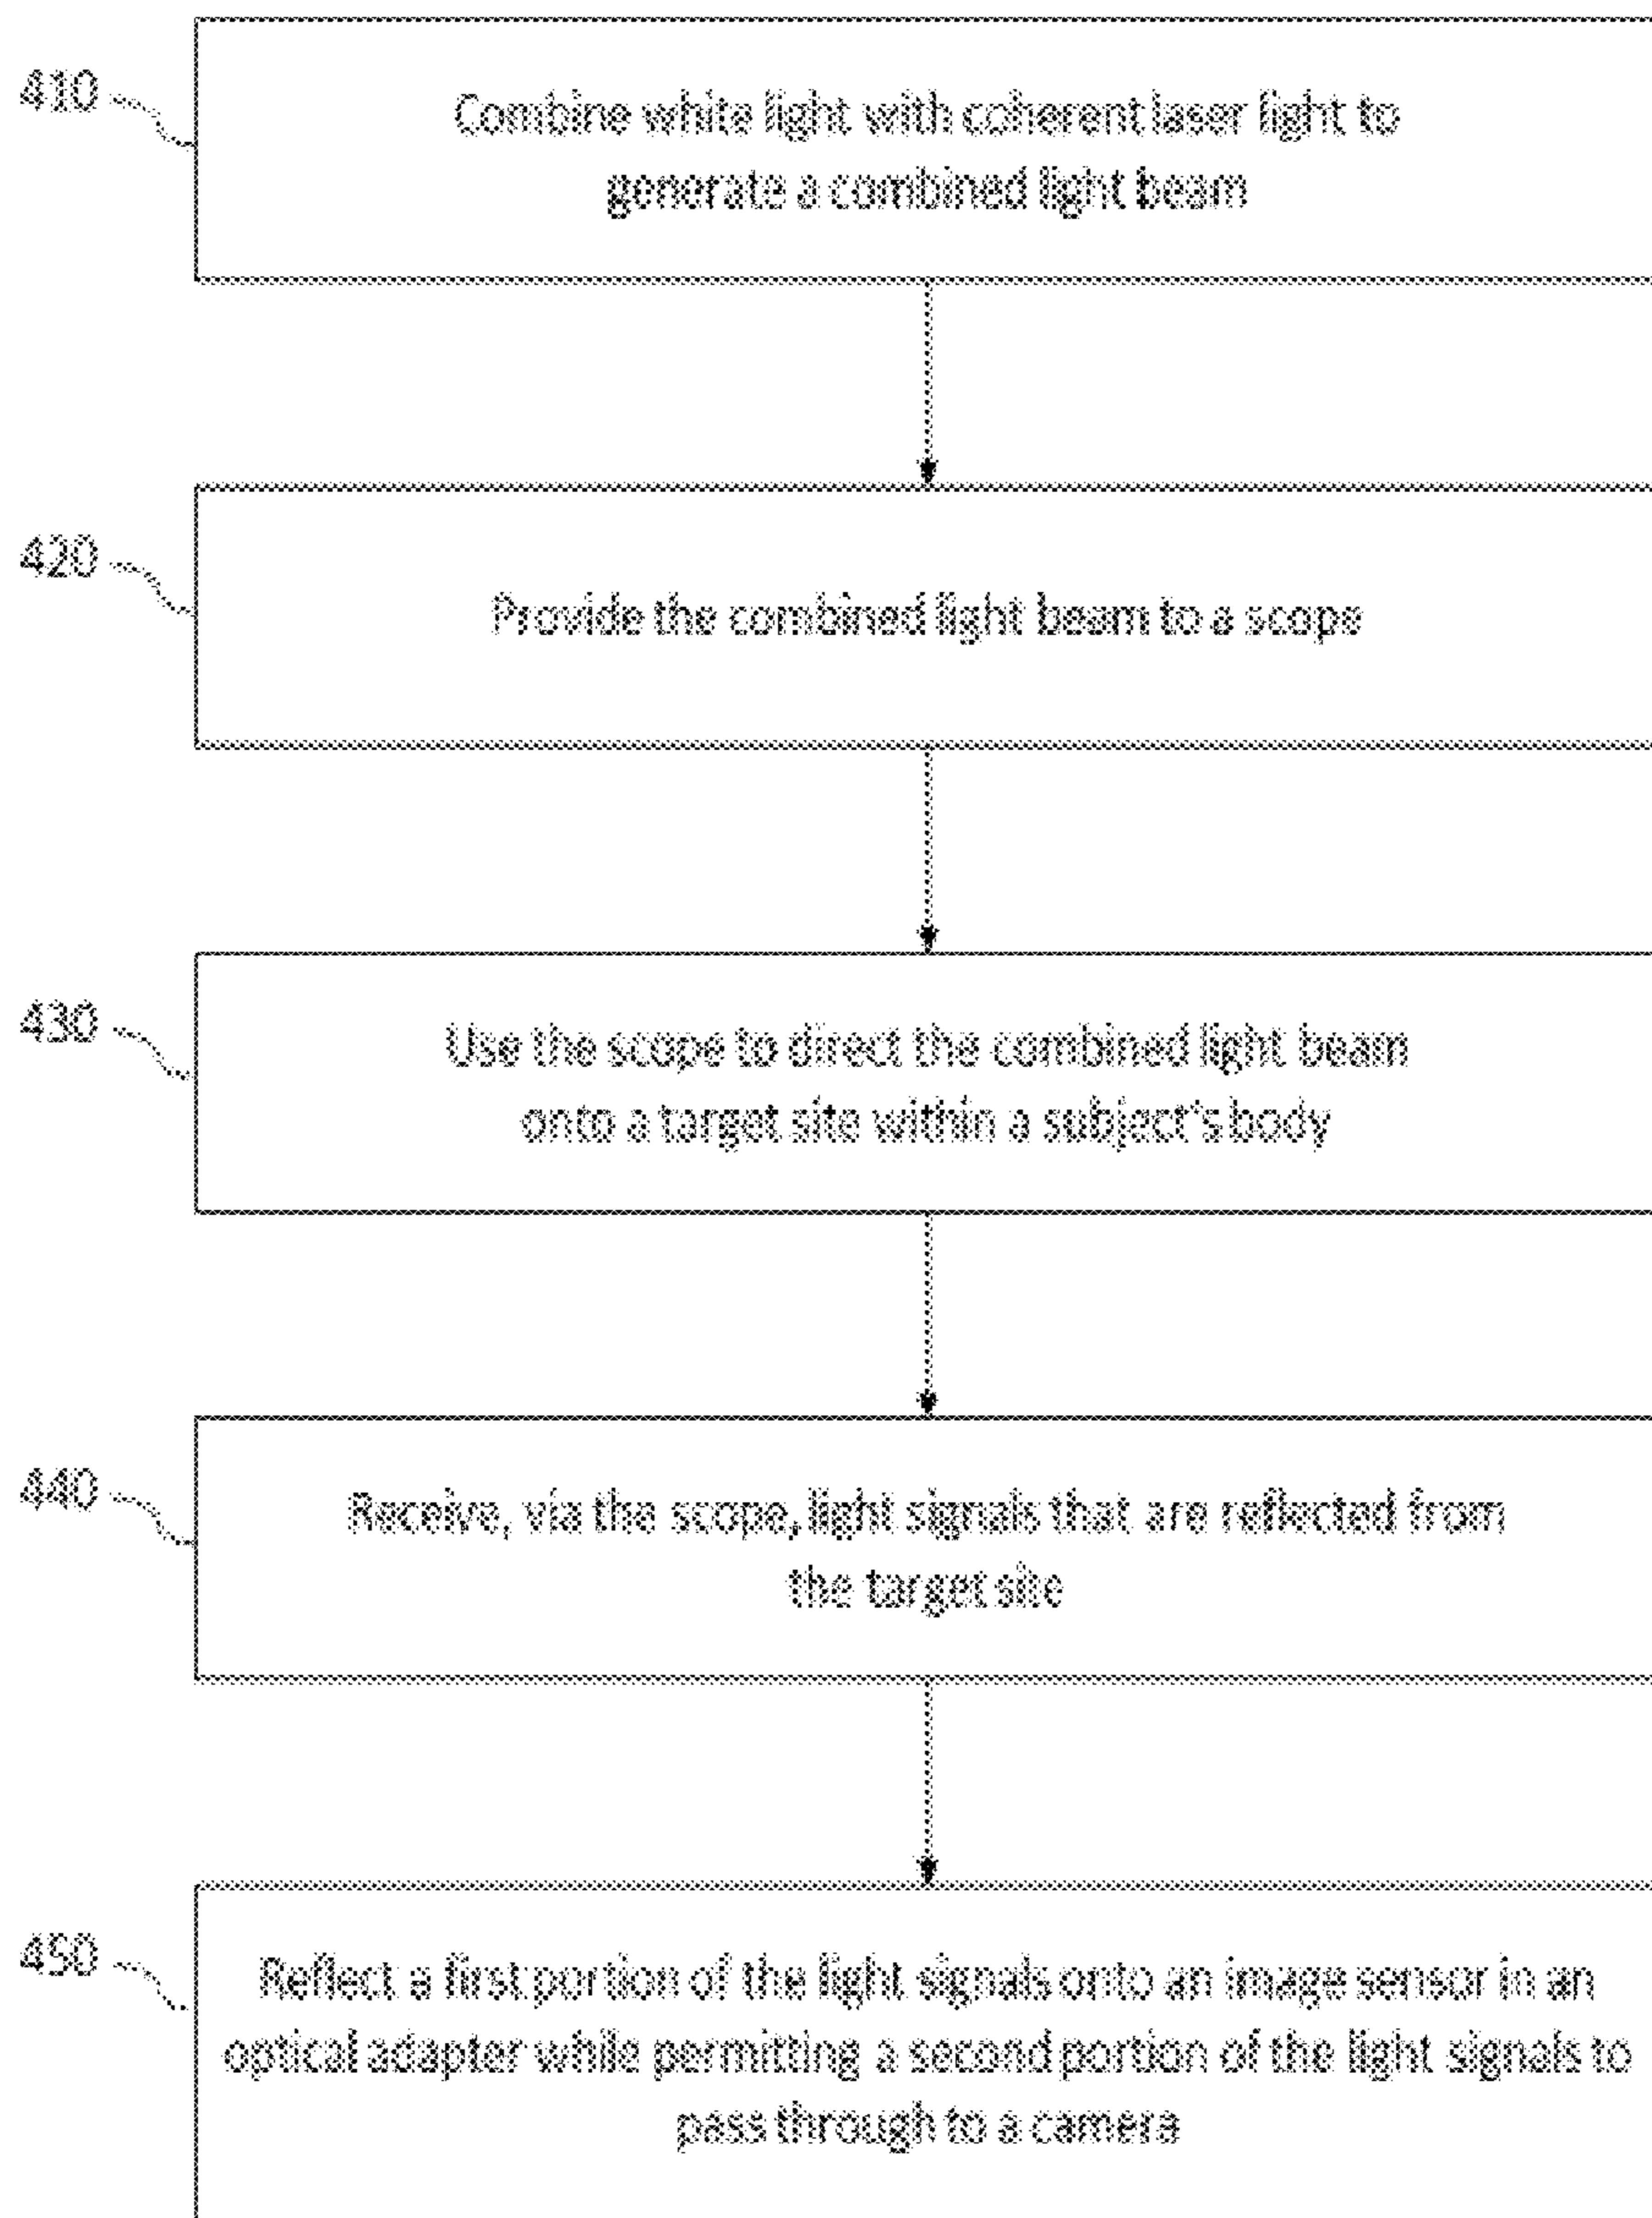 410
Combine white light with coherent laser light to
generate a combined light beam
420
Provide the combined light beam to a scope
430
Use the scope to direct the combined light beam
onto a target site within a subject's body
440
Receive, via the scope, light signals that are reflected from
the target site
450
Reflect a first portion of the light signals onto an image sensor in an
optical adapter while permitting a second portion of the light signals to
pass through to a camera